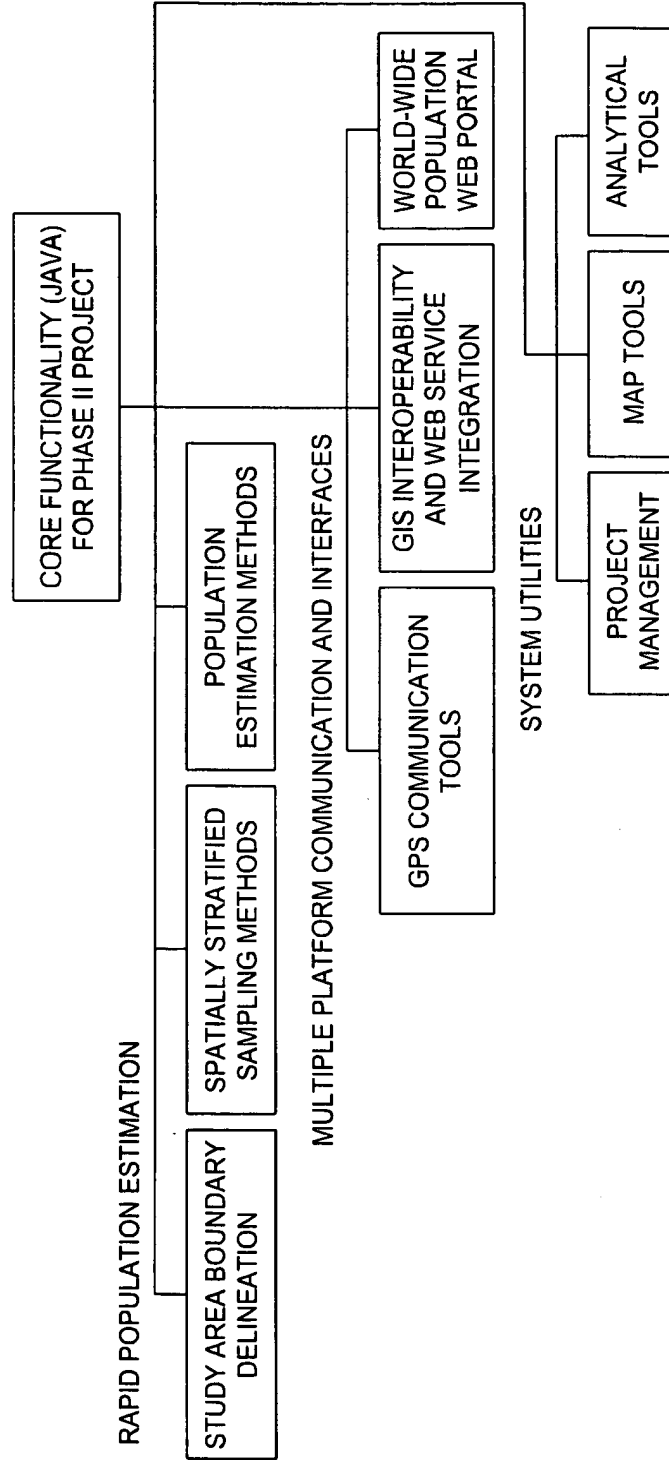 CORE FUNCTIONALITY (JAVA)
FOR PHASE II PROJECT
RAPID POPULATION ESTIMATION
STUDY AREA BOUNDARY
DELINEATION
SPATIALLY STRATIFIED
SAMPLING METHODS
POPULATION
ESTIMATION METHODS
MULTIPLE PLATFORM COMMUNICATION AND INTERFACES
GPS COMMUNICATION
TOOLS
GIS INTEROPERABILITY
AND WEB SERVICE
INTEGRATION
WORLD-WIDE
POPULATION
WEB PORTAL
SYSTEM UTILITIES
PROJECT
MANAGEMENT
MAP TOOLS
ANALYTICAL
TOOLS